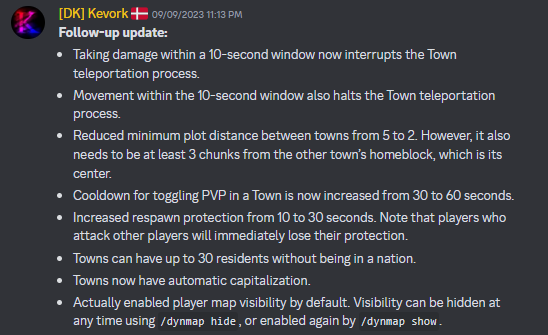 [DK] Kevork 🇩🇰 09/09/2023 11:13 PM
Follow-up update:
• Taking damage within a 10-second window now interrupts the Town
teleportation process.
• Movement within the 10-second window also halts the Town teleportation
process.
• Reduced minimum plot distance between towns from 5 to 2. However, it also
needs to be at least 3 chunks from the other town's homeblock, which is its
center.
• Cooldown for toggling PVP in a Town is now increased from 30 to 60 seconds.
• Increased respawn protection from 10 to 30 seconds. Note that players who
attack other players will immediately lose their protection.
• Towns can have up to 30 residents without being in a nation.
• Towns now have automatic capitalization.
• Actually enabled player map visibility by default. Visibility can be hidden at
any time using /dynmap hide, or enabled again by /dynmap show.